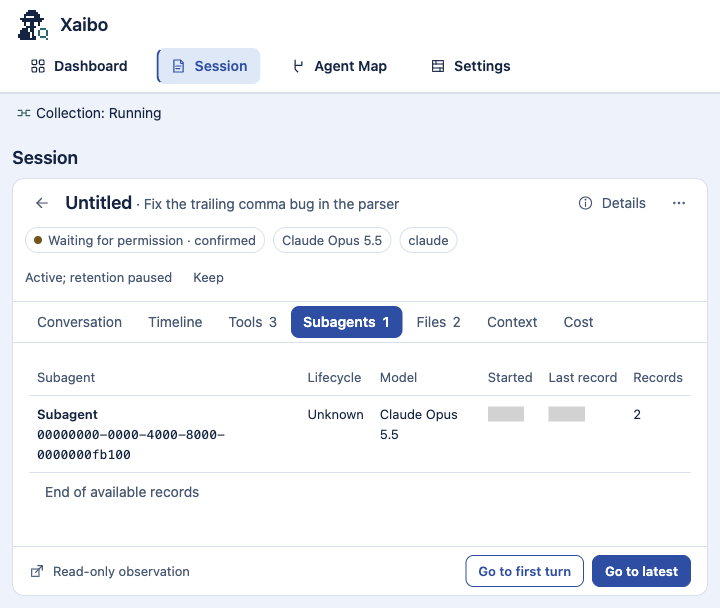 Xaibo
Dashboard Session Agent Map Settings
Collection: Running
Session
Untitled · Fix the trailing comma bug in the parser Details
Waiting for permission · confirmed Claude Opus 5.5 claude
Active; retention paused Keep
Conversation Timeline Tools 3 Subagents 1 Files 2 Context Cost
Subagent Lifecycle Model Started Last record Records
Subagent Unknown Claude Opus 2
00000000-0000-4000-8000- 5.5
0000000fb100
End of available records
Read-only observation Go to first turn Go to latest